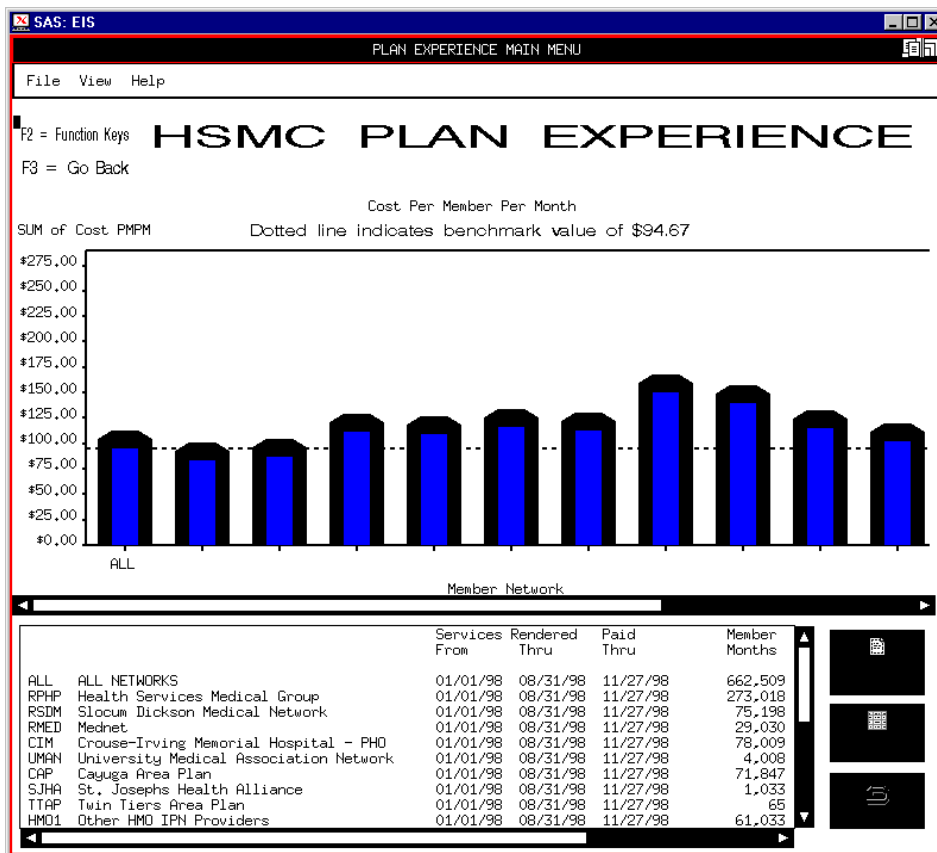 SAS: EIS
PLAN EXPERIENCE MAIN MENU
File View Help
F2 = Function Keys HSMC PLAN EXPERIENCE
F3 = Go Back
Cost Per Member Per Month
SUM of Cost PMPM Dotted line indicates benchmark value of $94.67
$275.00
$250.00
$225.00
$200.00
$175.00
$150.00
$125.00
$100.00
$75.00
$50.00
$25.00
$0.00
ALL
Member Network
Services Rendered Paid Member
From Thru Thru Months
ALL ALL NETWORKS 01/01/98 08/31/98 11/27/98 662,509
RPHP Health Services Medical Group 01/01/98 08/31/98 11/27/98 273,018
RSDM Slocum Dickson Medical Network 01/01/98 08/31/98 11/27/98 75,198
RMED Mednet 01/01/98 08/31/98 11/27/98 29,030
CIM Crouse-Irving Memorial Hospital - PHO 01/01/98 08/31/98 11/27/98 78,009
UMAN University Medical Association Network 01/01/98 08/31/98 11/27/98 4,008
CAP Cayuga Area Plan 01/01/98 08/31/98 11/27/98 71,847
SJHA St. Josephs Health Alliance 01/01/98 08/31/98 11/27/98 1,033
TTAP Twin Tiers Area Plan 01/01/98 08/31/98 11/27/98 65
HMO1 Other HMO IPN Providers 01/01/98 08/31/98 11/27/98 61,033